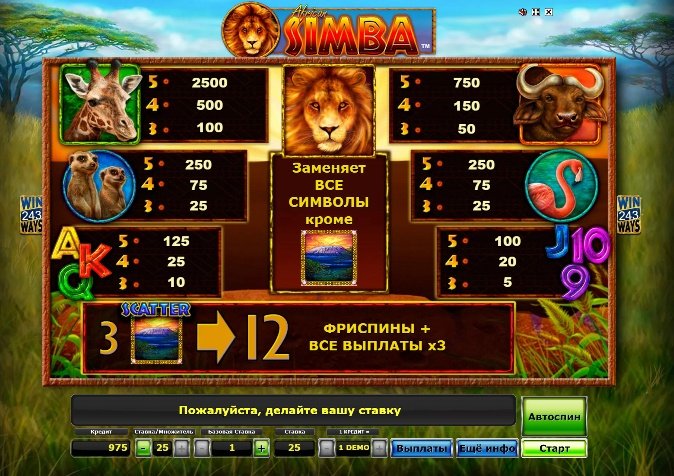 African
SIMBA™
5 • 2500
4 • 500
3 • 100
5 • 750
4 • 150
3 • 50
5 • 250
4 • 75
3 • 25
Заменяет
ВСЕ
СИМВОЛЫ
кроме
5 • 250
4 • 75
3 • 25
WIN
243
WAYS
WIN
243
WAYS
A K Q
5 • 125
4 • 25
3 • 10
5 • 100
4 • 20
3 • 5
J 10 9
SCATTER
3 12
ФРИСПИНЫ +
ВСЕ ВЫПЛАТЫ x3
Пожалуйста, делайте вашу ставку
Автоспин
Кредит Ставка/Множитель Базовая Ставка Ставка 1 КРЕДИТ =
975 - 25 + - 1 + 25 1 DEMO Выплаты Ещё инфо Старт